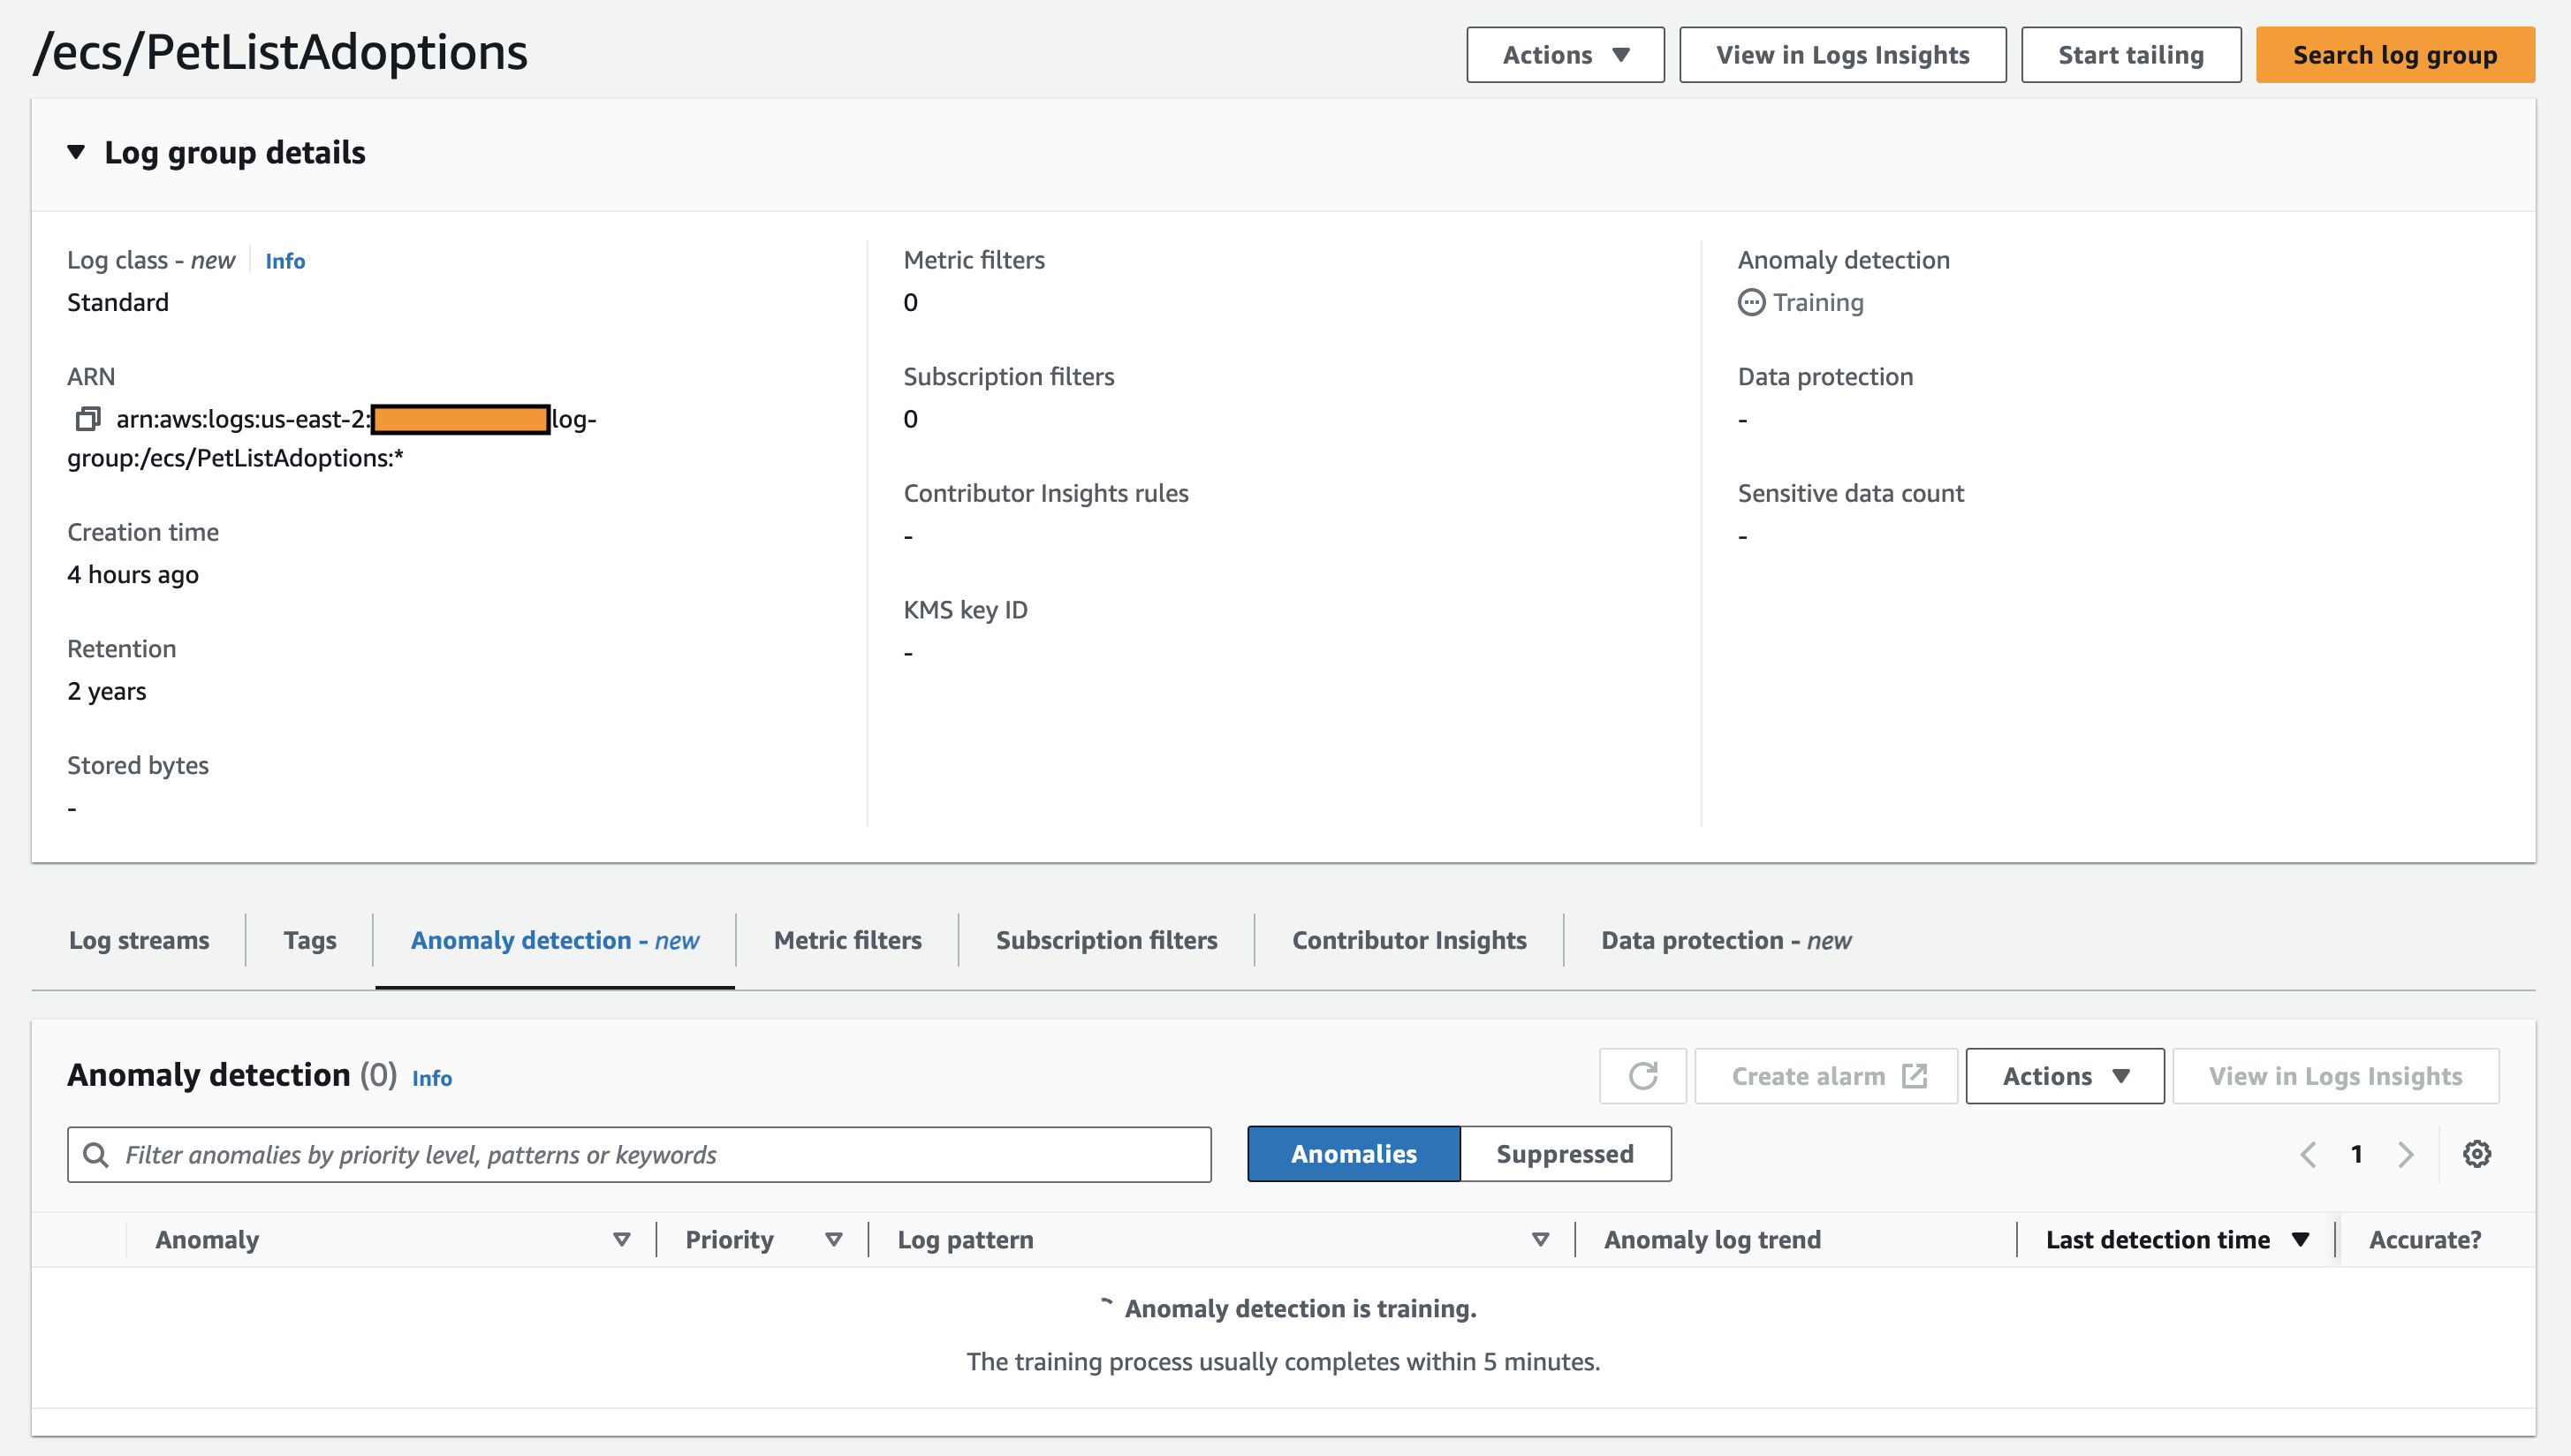 /ecs/PetListAdoptions
Actions
View in Logs Insights
Start tailing
Search log group
Log group details
Log class - new
Info
Standard
ARN
arn:aws:logs:us-east-2: log-
group:/ecs/PetListAdoptions:*
Creation time
4 hours ago
Retention
2 years
Stored bytes
-
Metric filters
0
Subscription filters
0
Contributor Insights rules
-
KMS key ID
-
Anomaly detection
Training
Data protection
-
Sensitive data count
-
Log streams
Tags
Anomaly detection - new
Metric filters
Subscription filters
Contributor Insights
Data protection - new
Anomaly detection (0) Info
Create alarm
Actions
View in Logs Insights
Filter anomalies by priority level, patterns or keywords
Anomalies
Suppressed
1
Anomaly
Priority
Log pattern
Anomaly log trend
Last detection time
Accurate?
Anomaly detection is training.
The training process usually completes within 5 minutes.